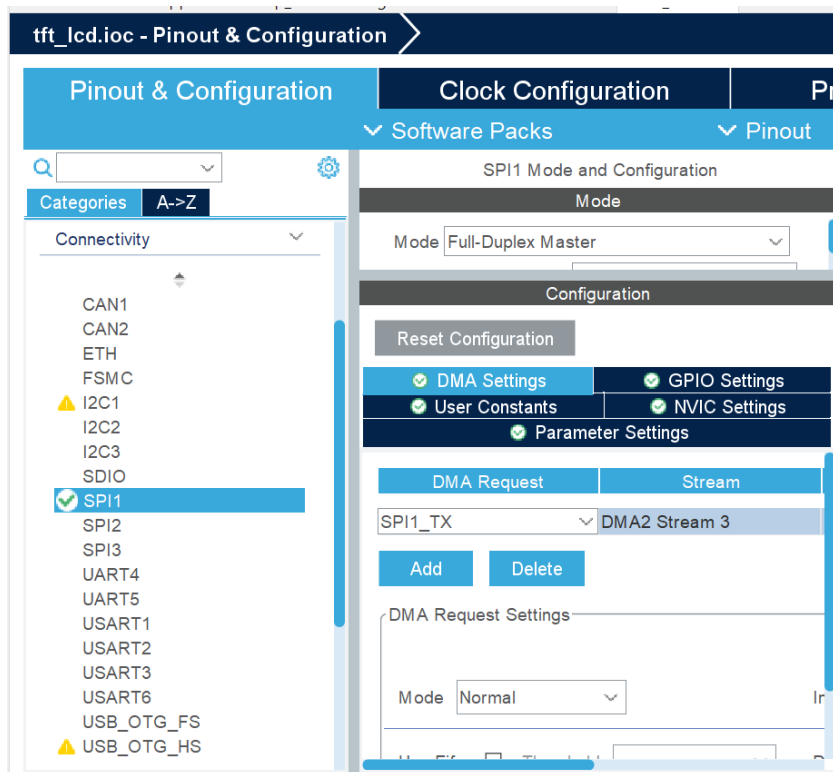 tft_lcd.ioc - Pinout & Configuration
Pinout & Configuration
Clock Configuration
Software Packs
Pinout
Categories
A->Z
Connectivity
CAN1
CAN2
ETH
FSMC
I2C1
I2C2
I2C3
SDIO
SPI1
SPI2
SPI3
UART4
UART5
USART1
USART2
USART3
USART6
USB_OTG_FS
USB_OTG_HS
SPI1 Mode and Configuration
Mode
Mode Full-Duplex Master
Configuration
Reset Configuration
DMA Settings
GPIO Settings
User Constants
NVIC Settings
Parameter Settings
DMA Request
Stream
SPI1_TX
DMA2 Stream 3
Add
Delete
DMA Request Settings
Mode Normal